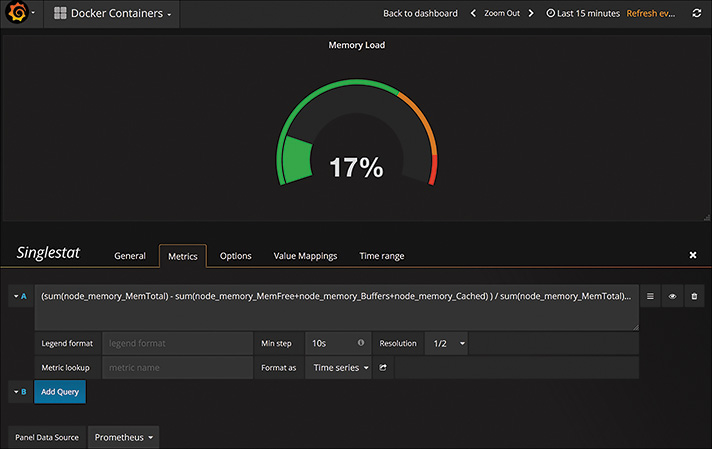 Docker Containers
Back to dashboard Zoom Out Last 15 minutes Refresh ev...
Memory Load
17%
Singlestat General Metrics Options Value Mappings Time range
A (sum(node_memory_MemTotal) - sum(node_memory_MemFree+node_memory_Buffers+node_memory_Cached) ) / sum(node_memory_MemTotal)...
Legend format legend format Min step 10s Resolution 1/2
Metric lookup metric name Format as Time series
B Add Query
Panel Data Source Prometheus